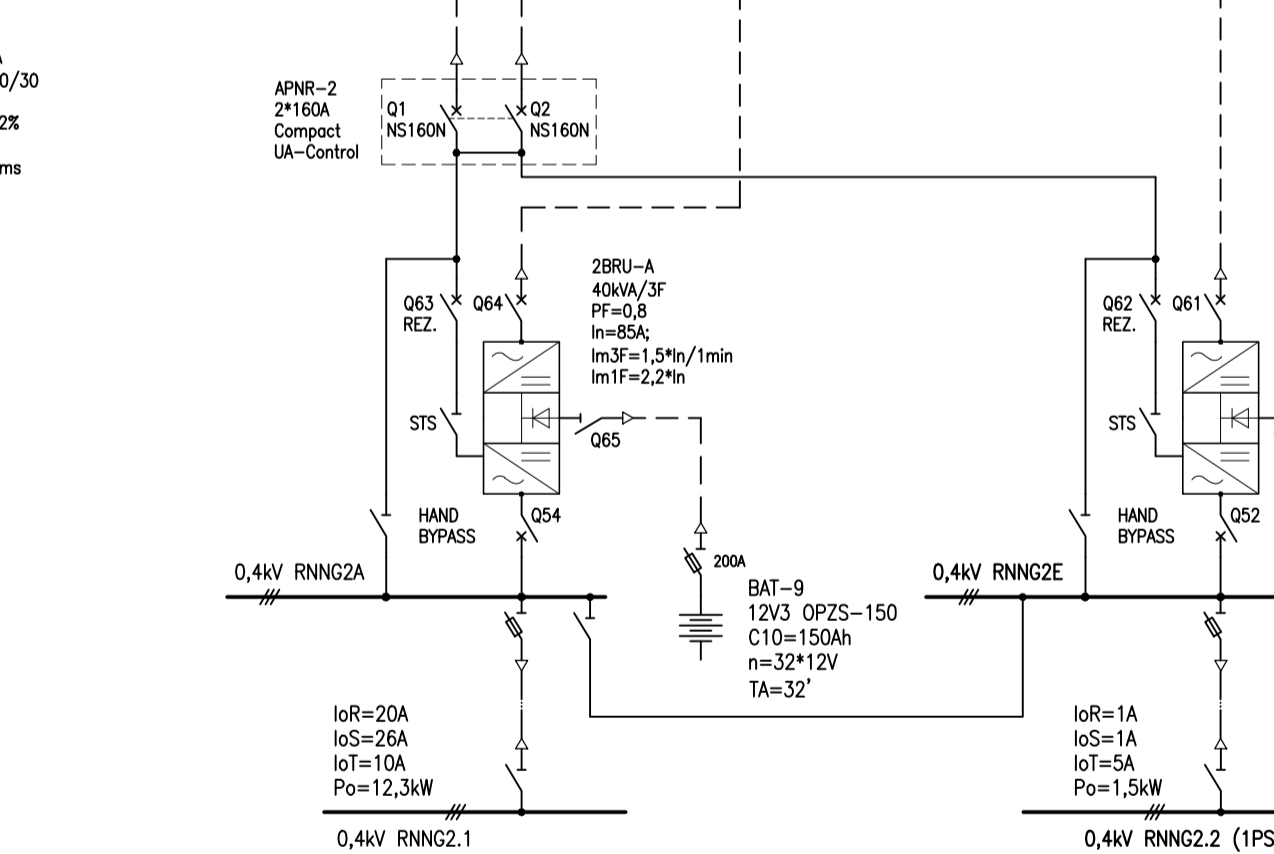 A
0/30
2%
ms
APNR-2
2*160A
Compact
UA-Control
Q1
NS160N
Q2
NS160N
2BRU-A
40kVA/3F
PF=0,8
In=85A;
Im3F=1,5*In/1min
Im1F=2,2*In
Q63
REZ.
Q64
STS
Q65
HAND
BYPASS
Q54
Q62
REZ.
Q61
STS
HAND
BYPASS
Q52
0,4kV RNNG2A
200A
BAT-9
12V3 OPZS-150
C10=150Ah
n=32*12V
TA=32'
0,4kV RNNG2E
IoR=20A
IoS=26A
IoT=10A
Po=12,3kW
0,4kV RNNG2.1
IoR=1A
IoS=1A
IoT=5A
Po=1,5kW
0,4kV RNNG2.2 (1PS